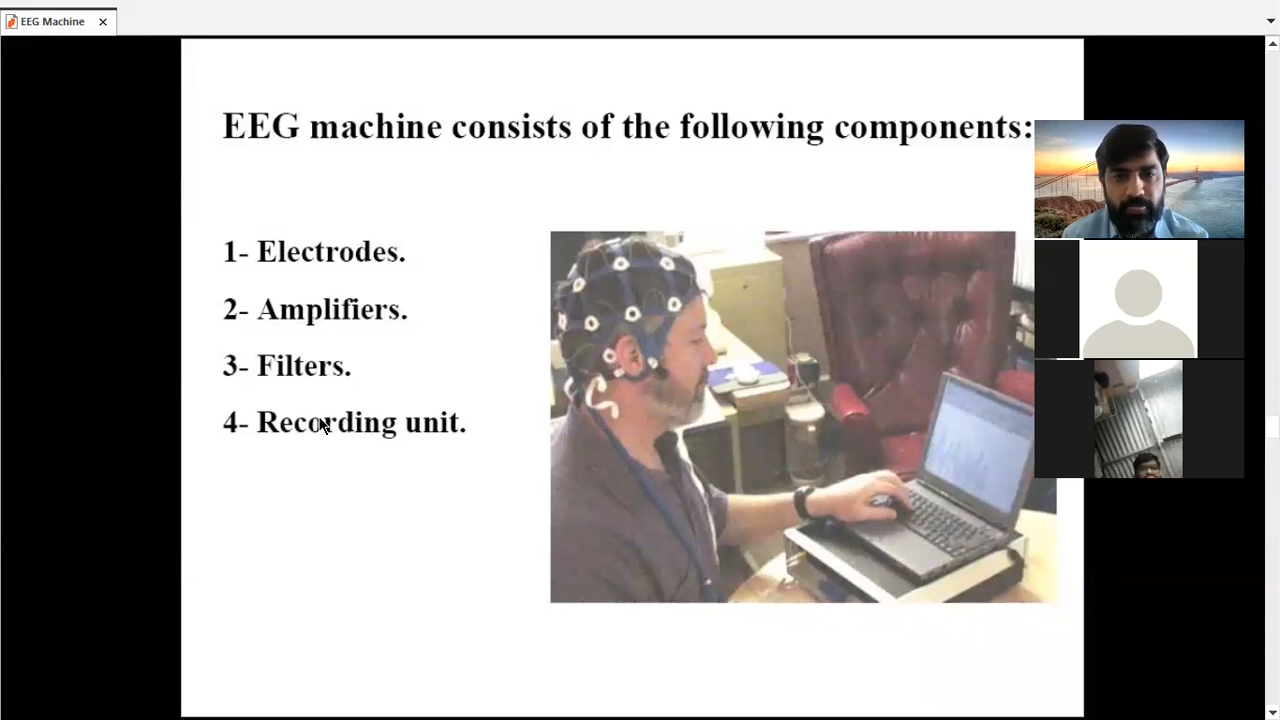 EEG Machine
EEG machine consists of the following components:
1- Electrodes.
2- Amplifiers.
3- Filters.
4- Recording unit.